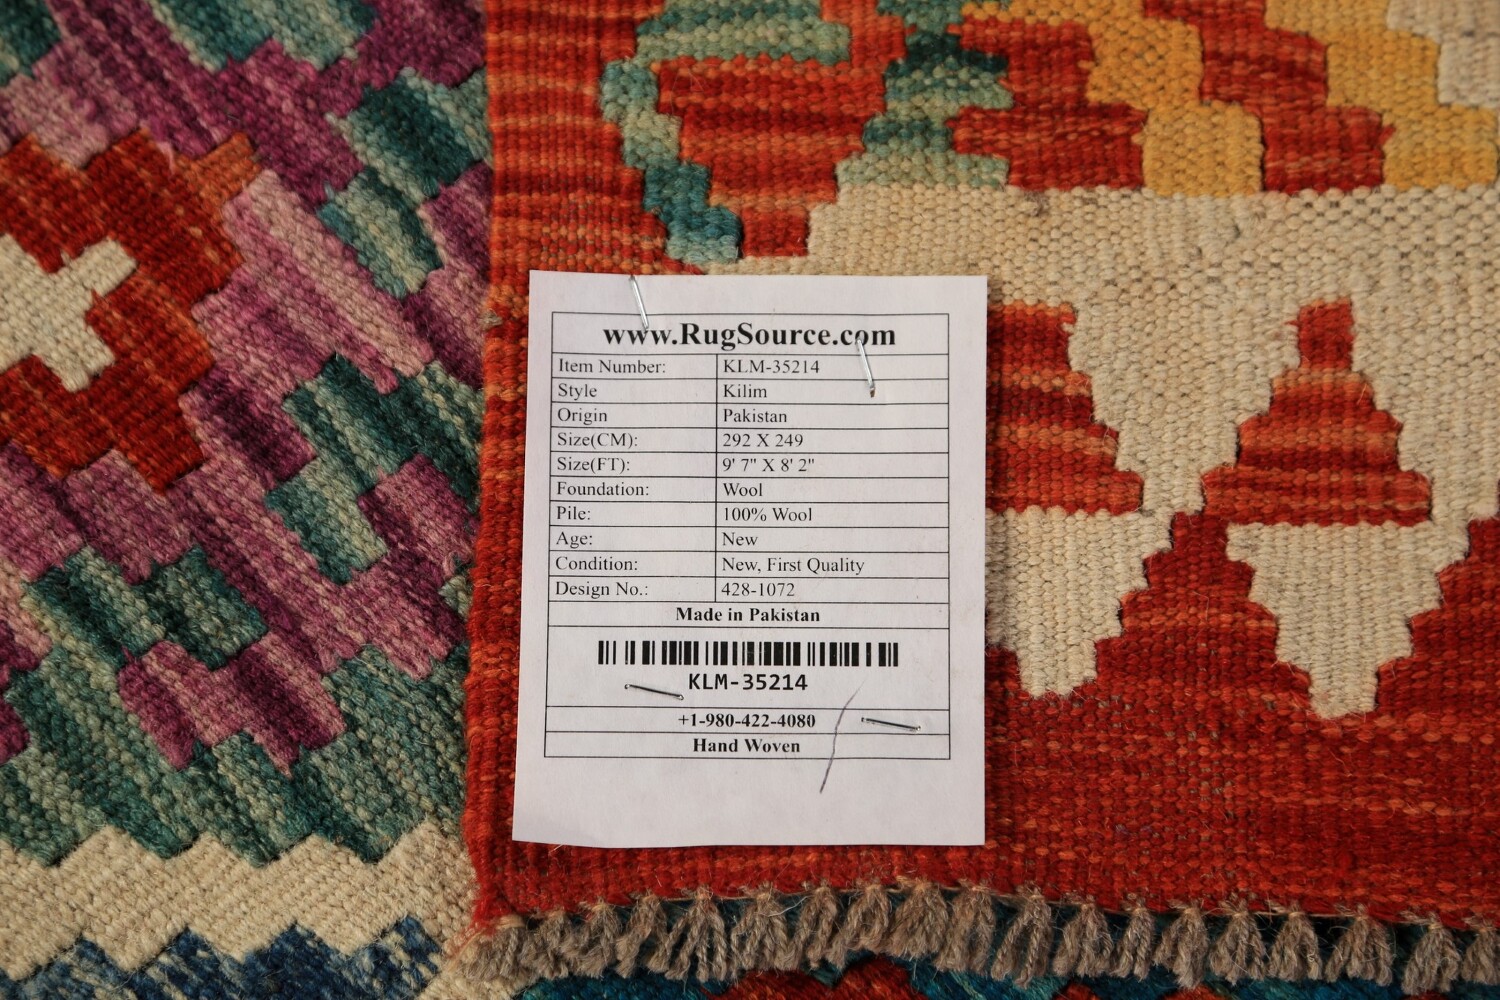 www.RugSource.com
Item Number: KLM-35214
Style Kilim
Origin Pakistan
Size(CM): 292 X 249
Size(FT): 9' 7" X 8' 2"
Foundation: Wool
Pile: 100% Wool
Age: New
Condition: New, First Quality
Design No.: 428-1072
Made in Pakistan
KLM-35214
+1-980-422-4080
Hand Woven